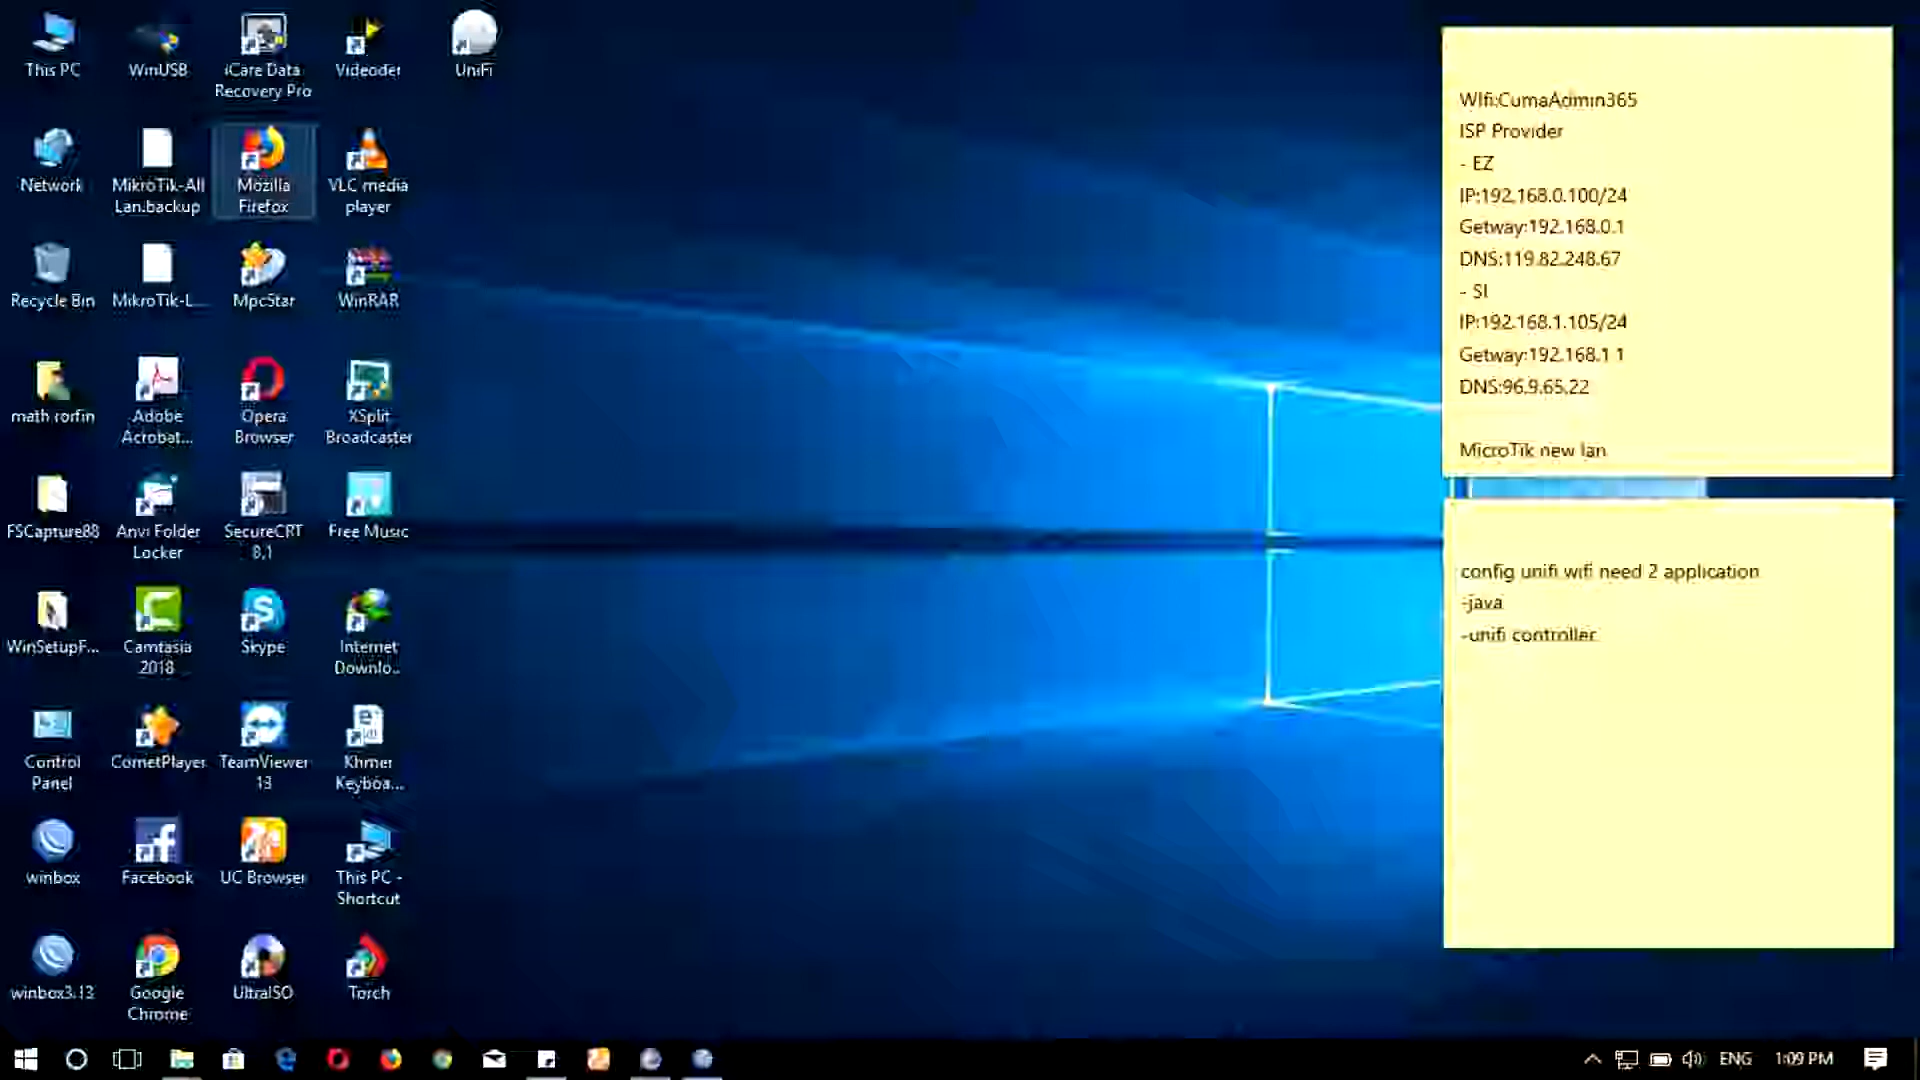 This PC
WinUSB
iCare Data
Recovery Pro
Videoder
UniFi
Network
MikroTik-All
Lan.backup
Mozilla
Firefox
VLC media
player
Recycle Bin
MikroTik-L...
MpcStar
WinRAR
math rorfin
Adobe
Acrobat...
Opera
Browser
XSplit
Broadcaster
FSCapture88
Anvi Folder
Locker
SecureCRT
8.1
Free Music
WinSetupF...
Camtasia
2018
Skype
Internet
Downlo...
Control
Panel
CometPlayer
TeamViewer
13
Khmer
Keyboa...
winbox
Facebook
UC Browser
This PC -
Shortcut
winbox3.13
Google
Chrome
UltraISO
Torch
WIfi:CumaAdmin365
ISP Provider
- EZ
IP:192.168.0.100/24
Getway:192.168.0.1
DNS:119.82.248.67
- SI
IP:192.168.1.105/24
Getway:192.168.1 1
DNS:96.9.65.22
MicroTik new lan
config unifi wifi need 2 application
-java
-unifi controller
ENG
1:09 PM